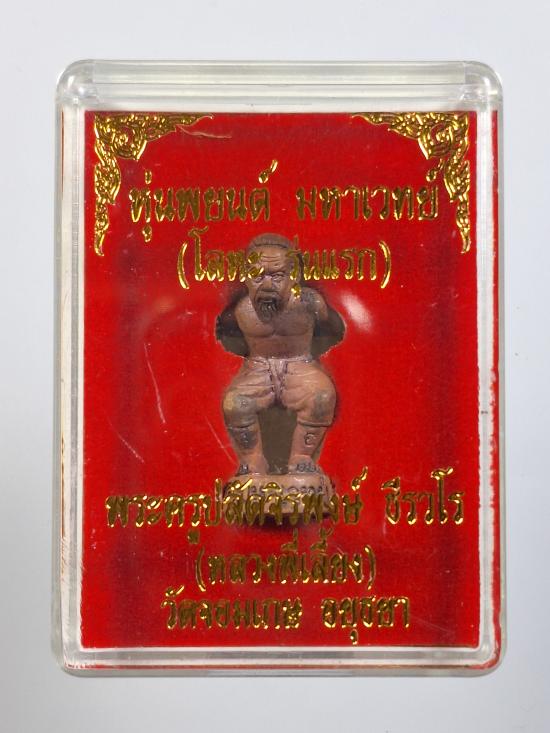 หุ่นพยนต์ มหาเวทย์
(โลหะ รุ่นแรก)
พระครูปลัดจิรพงษ์ ธีรวโร
(หลวงพี่เลี้ยง)
วัดจอมเกษ อยุธยา